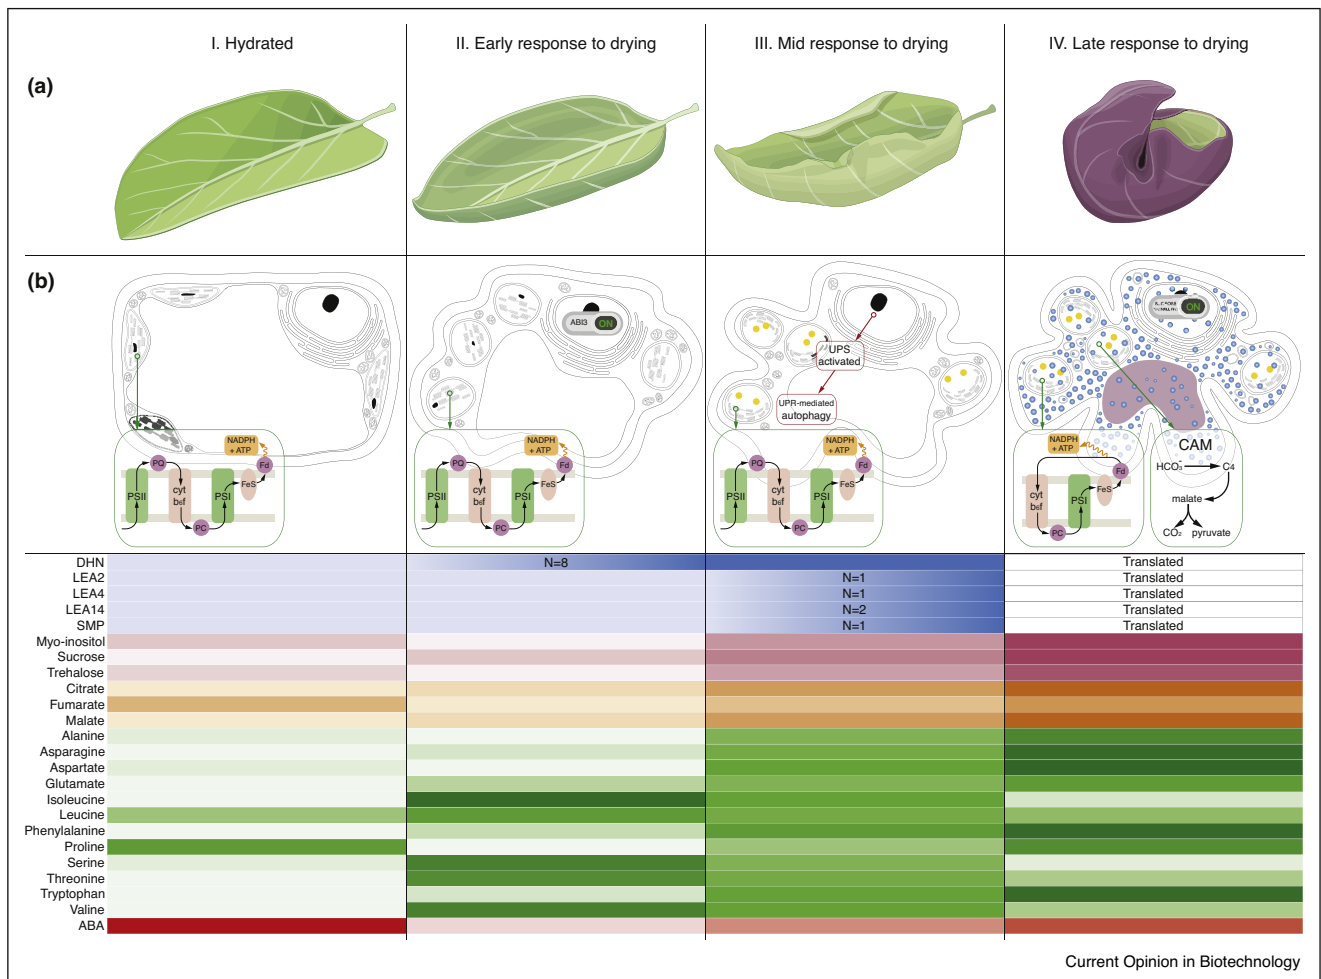 I. Hydrated
II. Early response to drying
III. Mid response to drying
IV. Late response to drying
(a)
(b)
ABI3 ON
UPS
activated
UPR-mediated
autophagy
ON
NADPH
+ ATP
PQ
Fd
PSII
cyt
b₆f
PSI
FeS
PC
NADPH
+ ATP
PQ
Fd
PSII
cyt
b₆f
PSI
FeS
PC
NADPH
+ ATP
PQ
Fd
PSII
cyt
b₆f
PSI
FeS
PC
NADPH
+ ATP
Fd
cyt
b₆f
PSI
FeS
PC
CAM
HCO₃⁻ C₄
malate
CO₂ pyruvate
DHN N=8 Translated
LEA2 N=1 Translated
LEA4 N=1 Translated
LEA14 N=2 Translated
SMP N=1 Translated
Myo-inositol
Sucrose
Trehalose
Citrate
Fumarate
Malate
Alanine
Asparagine
Aspartate
Glutamate
Isoleucine
Leucine
Phenylalanine
Proline
Serine
Threonine
Tryptophan
Valine
ABA
Current Opinion in Biotechnology